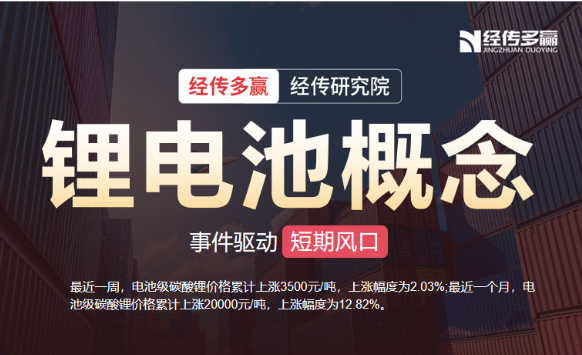 经传多赢
JINGZHUAN DUOYING
经传多赢 经传研究院
锂电池概念
事件驱动 短期风口
最近一周，电池级碳酸锂价格累计上涨3500元/吨，上涨幅度为2.03%;最近一个月，电
池级碳酸锂价格累计上涨20000元/吨，上涨幅度为12.82%。